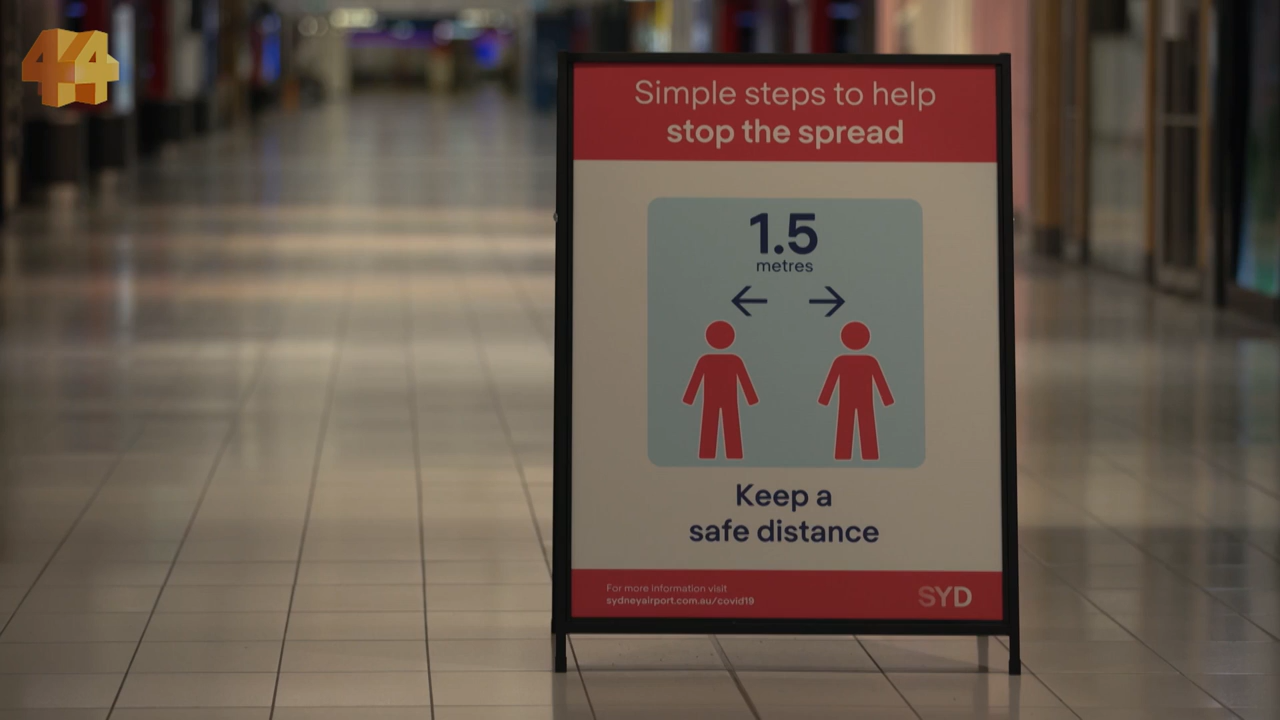 44
Simple steps to help
stop the spread
1.5
metres
Keep a
safe distance
For more information visit
sydneyairport.com.au/covid19
SYD